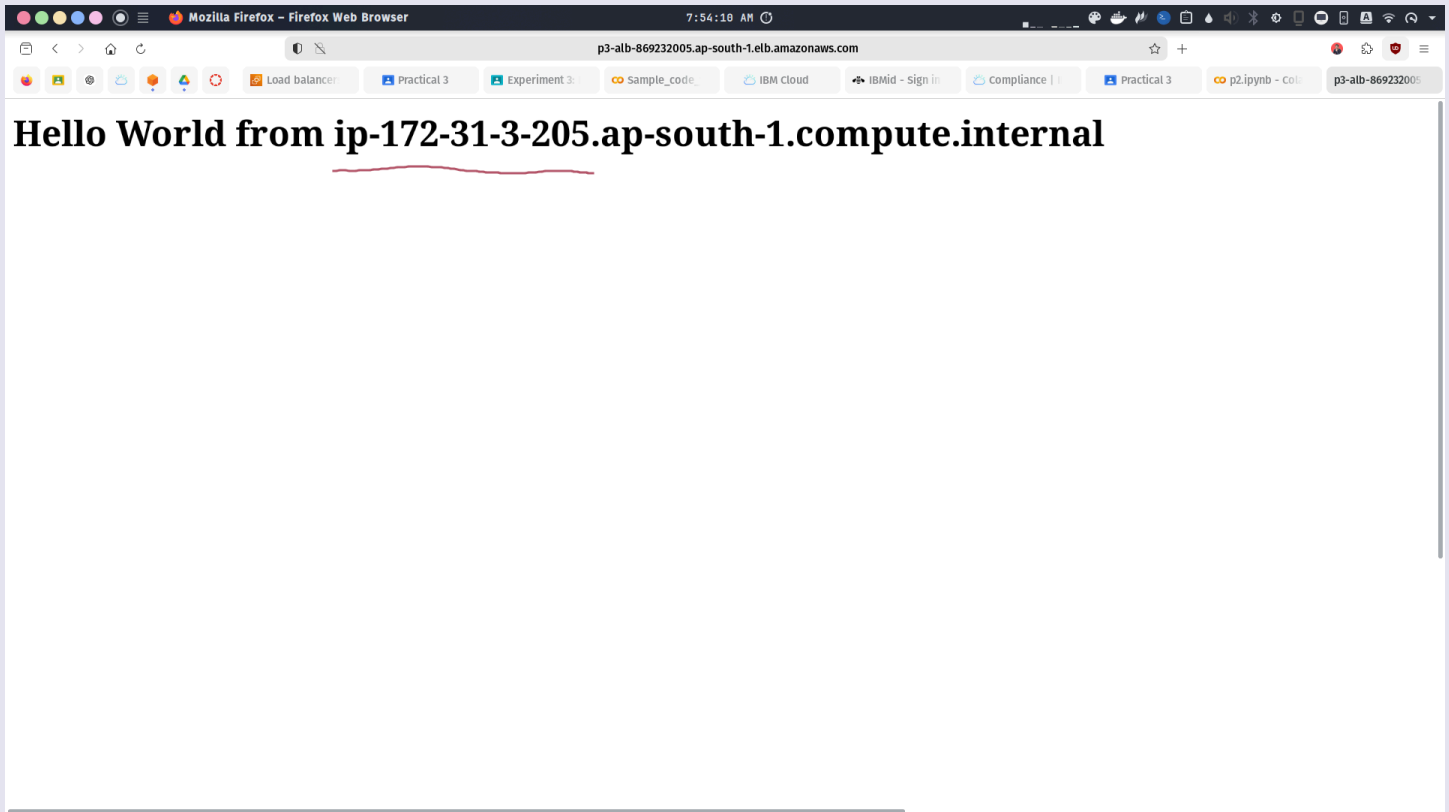 Mozilla Firefox – Firefox Web Browser
7:54:10 AM
p3-alb-869232005.ap-south-1.elb.amazonaws.com
Load balancer
Practical 3
Experiment 3:
Sample_code_
IBM Cloud
IBMid - Sign in
Compliance |
Practical 3
p2.ipynb - Col
p3-alb-869232005
Hello World from ip-172-31-3-205.ap-south-1.compute.internal